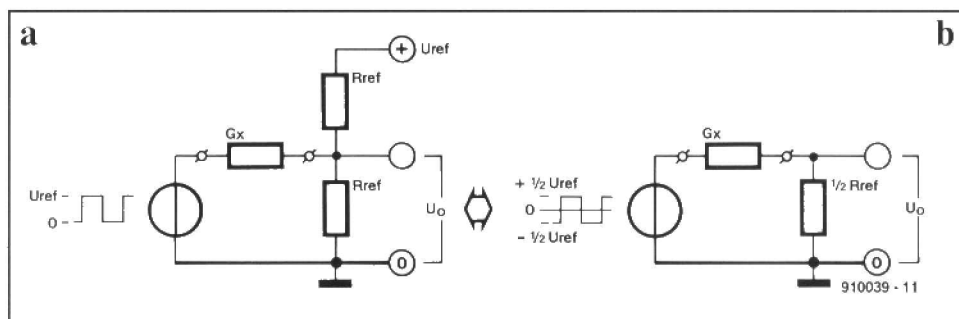 a
b
+ Uref
Rref
Gx
Rref
Uref
0
Uo
0
+ ½ Uref
0
- ½ Uref
Gx
½ Rref
Uo
0
910039 - 11